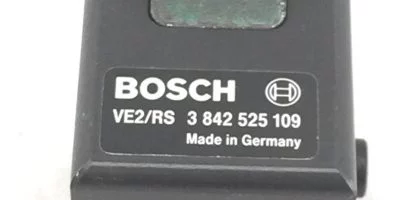 BOSCH
VE2/RS 3 842 525 109
Made in Germany